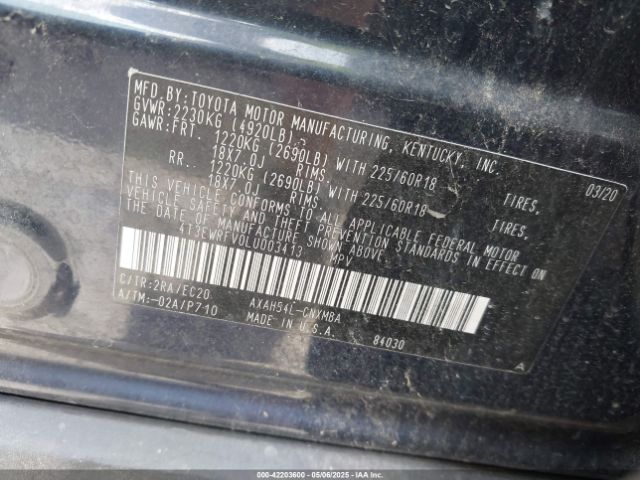 MFD.BY:TOYOTA MOTOR MANUFACTURING, KENTUCKY, INC.
GVWR:2230KG (4920LB) 03/20
GAWR:FRT. 1220KG (2690LB) WITH 225/60R18 TIRES,
18X7.0J RIMS,
RR. 1220KG (2690LB) WITH 225/60R18 TIRES,
18X7.0J RIMS,
THIS VEHICLE CONFORMS TO ALL APPLICABLE FEDERAL MOTOR
VEHICLE SAFETY AND THEFT PREVENTION STANDARDS IN EFFECT ON
THE DATE OF MANUFACTURE SHOWN ABOVE.
4T3EWRFV0LU003413 MPV
C/TR:2RA/EC20 AXAH54L-CNXMBA
A/TM:-02A/P710 MADE IN U.S.A. 84030 A
000-42203600 - 05/06/2025 - IAAI.COM